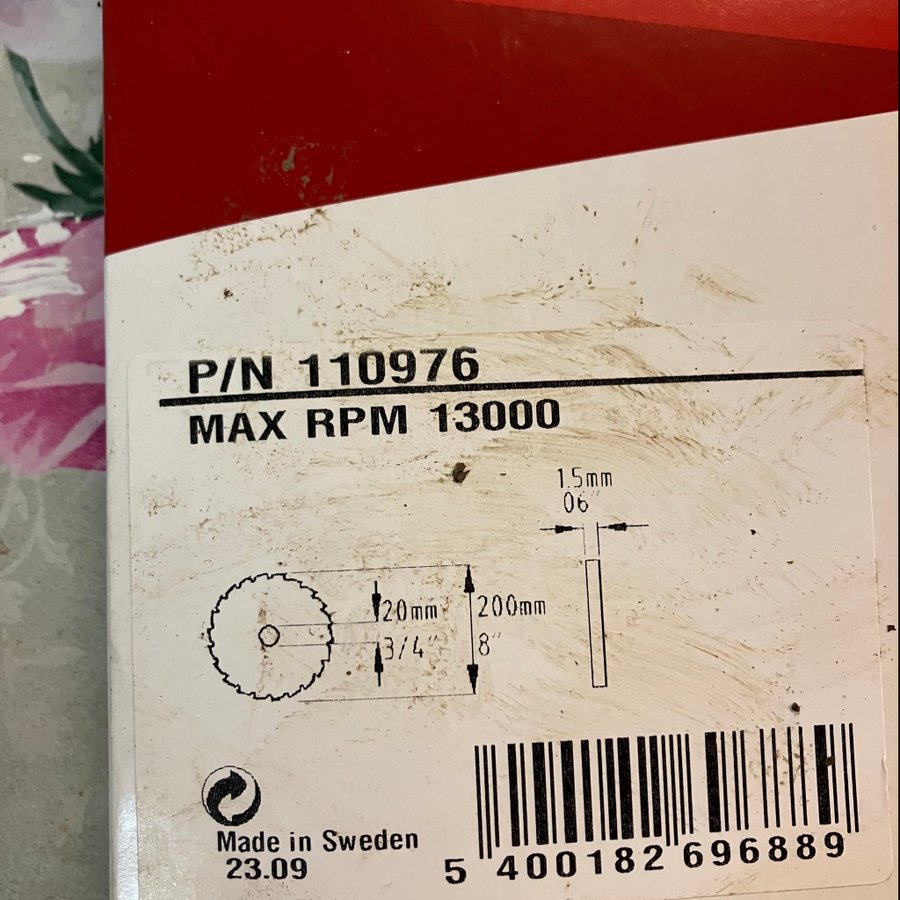 P/N 110976
MAX RPM 13000
1.5mm
06"
20mm
3/4"
200mm
8"
Made in Sweden
23.09
5 400182 696889